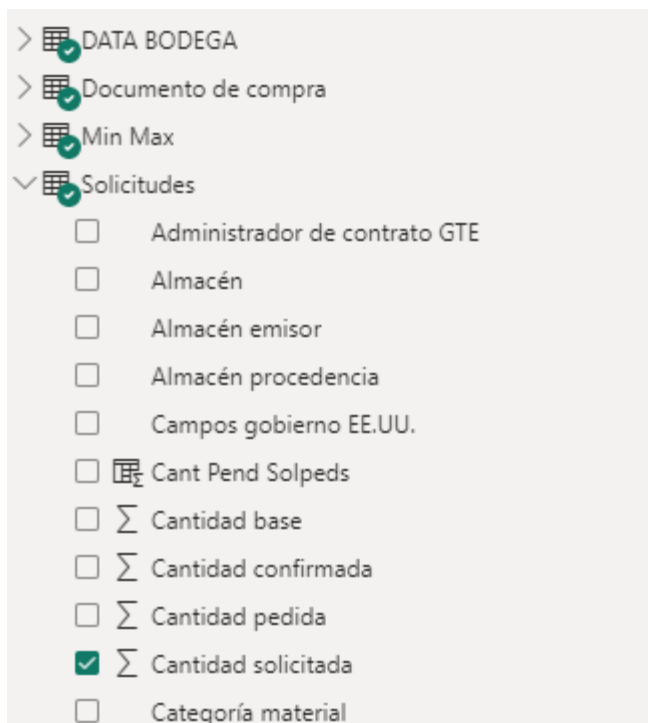 DATA BODEGA
Documento de compra
Min Max
Solicitudes
Administrador de contrato GTE
Almacén
Almacén emisor
Almacén procedencia
Campos gobierno EE.UU.
Cant Pend Solpeds
Cantidad base
Cantidad confirmada
Cantidad pedida
Cantidad solicitada
Categoría material